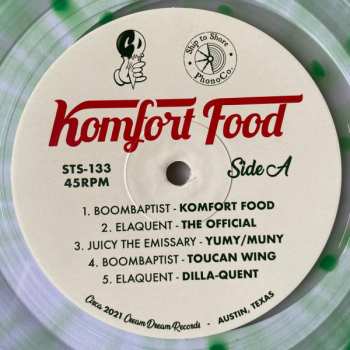 Ship to Shore
PhonoCo.
Komfort Food
STS-133
45RPM
Side A
1. BOOMBAPTIST - KOMFORT FOOD
2. ELAQUENT - THE OFFICIAL
3. JUICY THE EMISSARY - YUMY/MUNY
4. BOOMBAPTIST - TOUCAN WING
5. ELAQUENT - DILLA-QUENT
Circa 2021 Cream Dream Records - AUSTIN, TEXAS